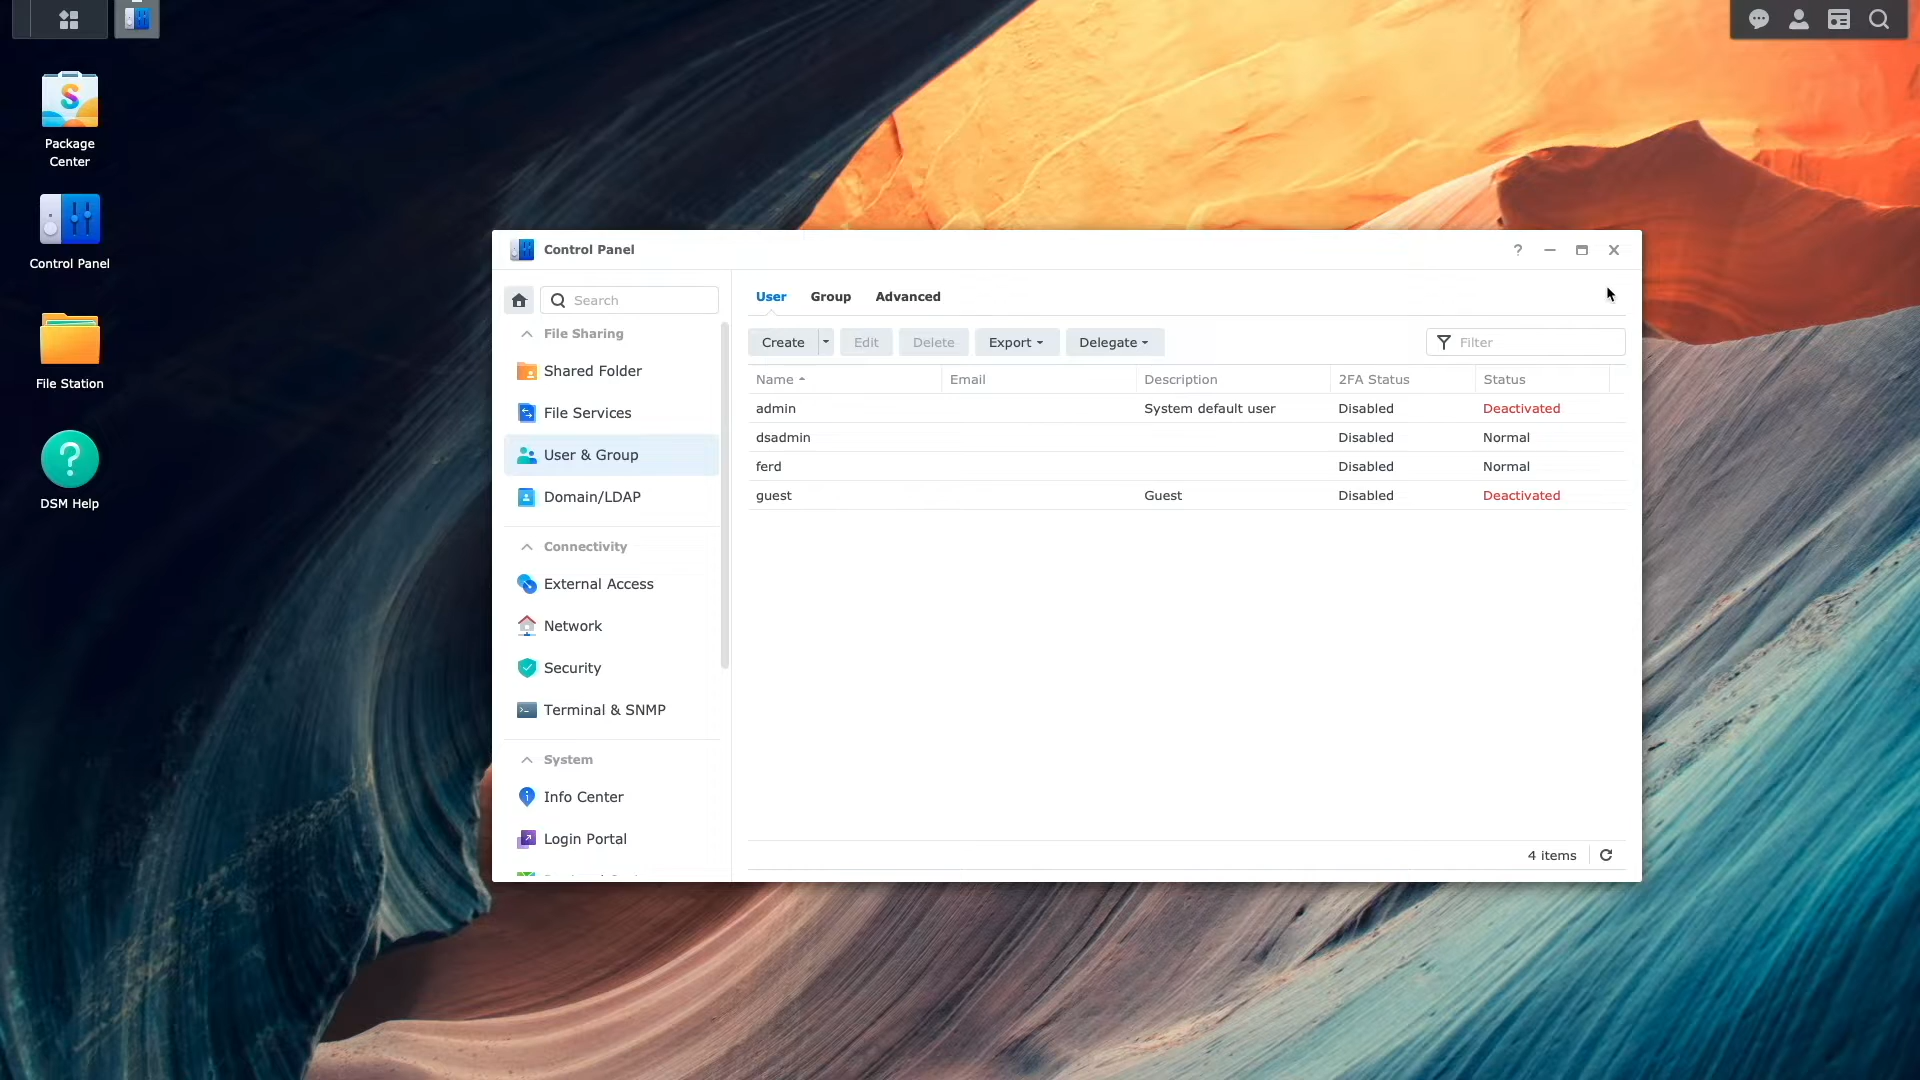 Package
Center
Control Panel
File Station
DSM Help
Control Panel
Search
File Sharing
Shared Folder
File Services
User & Group
Domain/LDAP
Connectivity
External Access
Network
Security
Terminal & SNMP
System
Info Center
Login Portal
User Group Advanced
Create Edit Delete Export Delegate Filter
Name Email Description 2FA Status Status
admin System default user Disabled Deactivated
dsadmin Disabled Normal
ferd Disabled Normal
guest Guest Disabled Deactivated
4 items